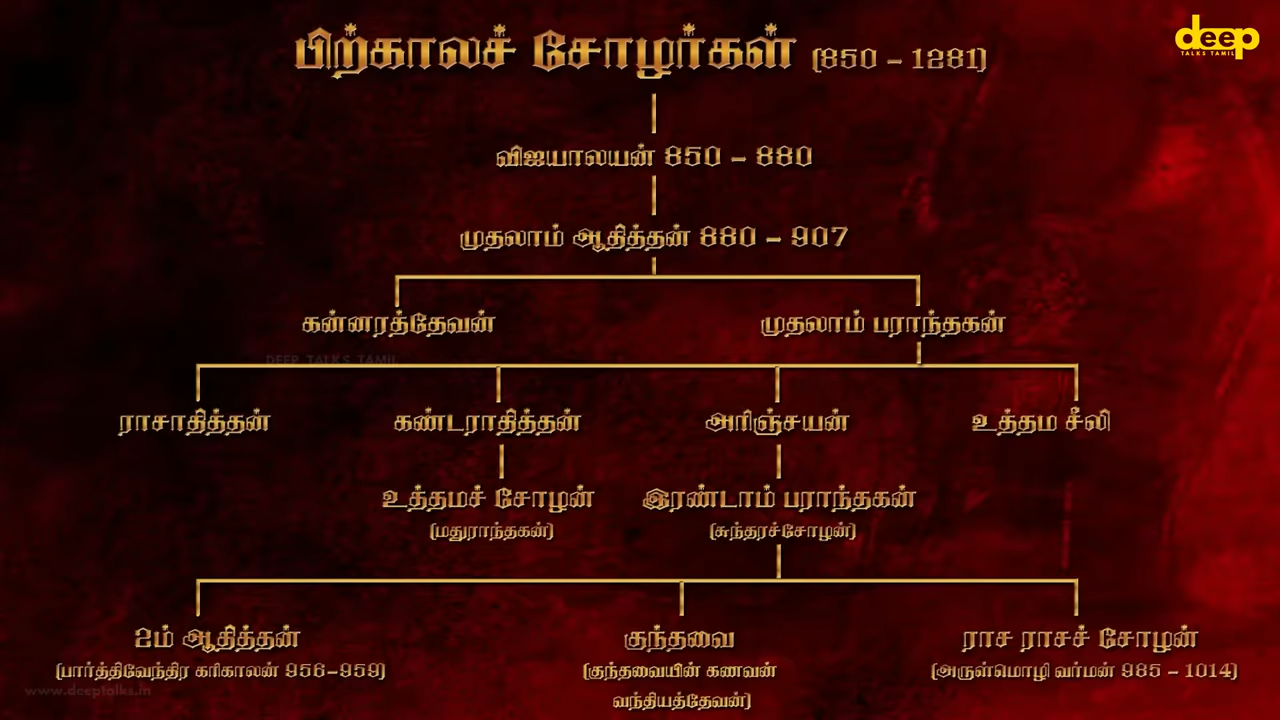 deep
TALKS TAMIL
பிற்காலச் சோழர்கள் (850 – 1281)
விஜயாலயன் 850 – 880
முதலாம் ஆதித்தன் 880 – 907
கன்னரத்தேவன் முதலாம் பராந்தகன்
DEEP TALKS TAMIL
ராசாதித்தன் கண்டராதித்தன் அரிஞ்சயன் உத்தம சீலி
உத்தமச் சோழன் இரண்டாம் பராந்தகன்
(மதுராந்தகன்) (சுந்தரச்சோழன்)
2ம் ஆதித்தன் குந்தவை ராச ராசச் சோழன்
(பார்த்திவேந்திர கரிகாலன் 956-959) (குந்தவையின் கணவன் (அருள்மொழி வர்மன் 985 – 1014)
www.deeptalks.in
வந்தியத்தேவன்)